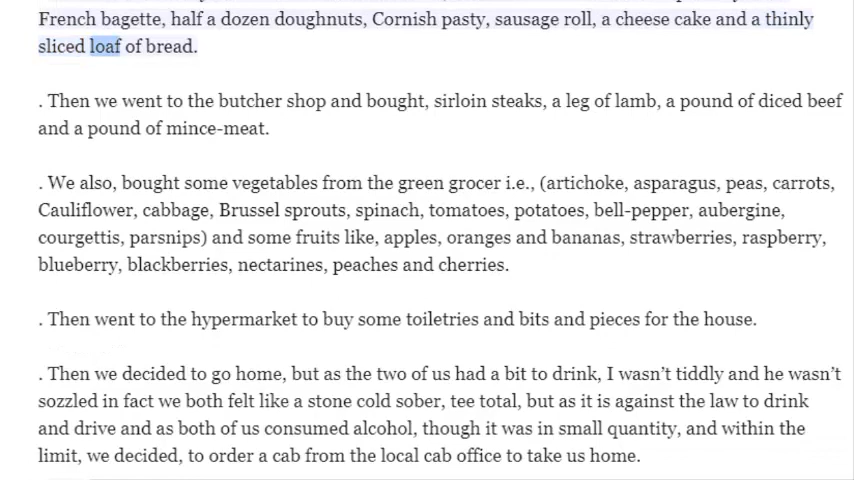 French bagette, half a dozen doughnuts, Cornish pasty, sausage roll, a cheese cake and a thinly
sliced loaf of bread.
. Then we went to the butcher shop and bought, sirloin steaks, a leg of lamb, a pound of diced beef
and a pound of mince-meat.
. We also, bought some vegetables from the green grocer i.e., (artichoke, asparagus, peas, carrots,
Cauliflower, cabbage, Brussel sprouts, spinach, tomatoes, potatoes, bell-pepper, aubergine,
courgettis, parsnips) and some fruits like, apples, oranges and bananas, strawberries, raspberry,
blueberry, blackberries, nectarines, peaches and cherries.
. Then went to the hypermarket to buy some toiletries and bits and pieces for the house.
. Then we decided to go home, but as the two of us had a bit to drink, I wasn't tiddly and he wasn't
sozzled in fact we both felt like a stone cold sober, tee total, but as it is against the law to drink
and drive and as both of us consumed alcohol, though it was in small quantity, and within the
limit, we decided, to order a cab from the local cab office to take us home.